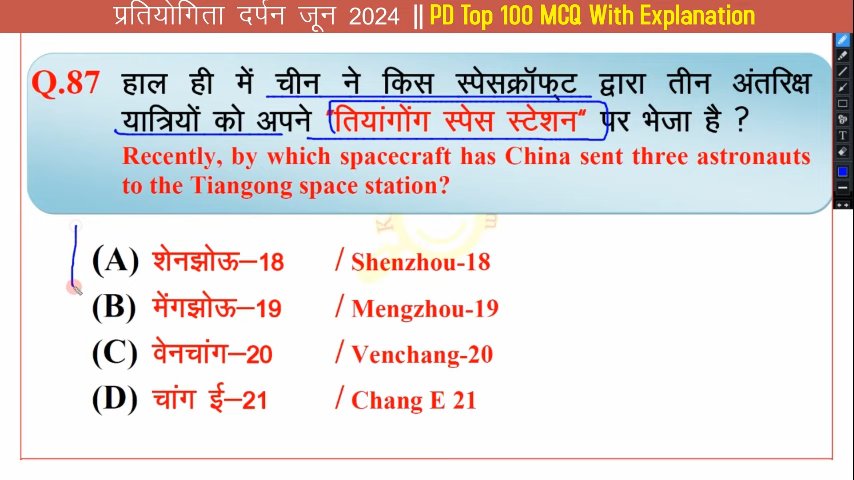 प्रतियोगिता दर्पन जून 2024 || PD Top 100 MCQ With Explanation
Q.87 हाल ही में चीन ने किस स्पेसक्रॉफ्ट द्वारा तीन अंतरिक्ष
यात्रियों को अपने "तियांगोंग स्पेस स्टेशन" पर भेजा है ?
Recently, by which spacecraft has China sent three astronauts
to the Tiangong space station?
(A) शेनझोऊ–18 / Shenzhou-18
(B) मेंगझोऊ–19 / Mengzhou-19
(C) वेनचांग–20 / Venchang-20
(D) चांग ई–21 / Chang E 21